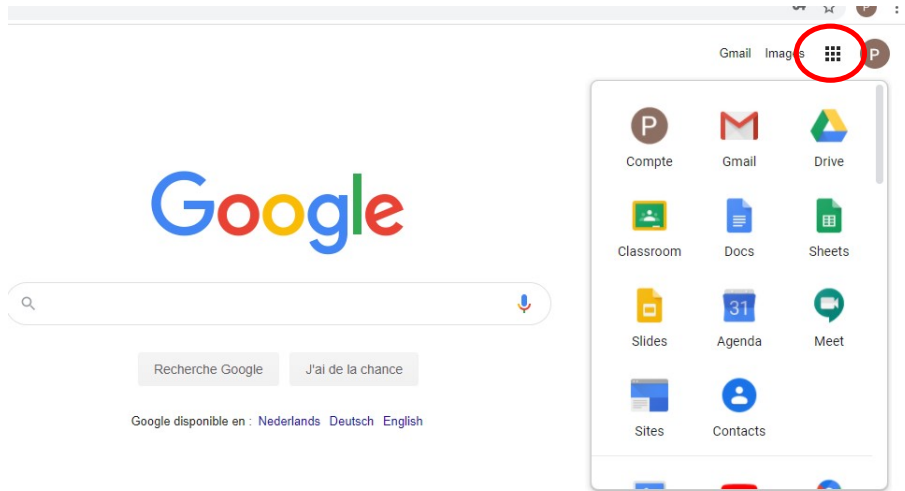 P
Gmail Images P
P
Compte Gmail Drive
Google
Classroom Docs Sheets
31
Slides Agenda Meet
Recherche Google J'ai de la chance
Sites Contacts
Google disponible en : Nederlands Deutsch English